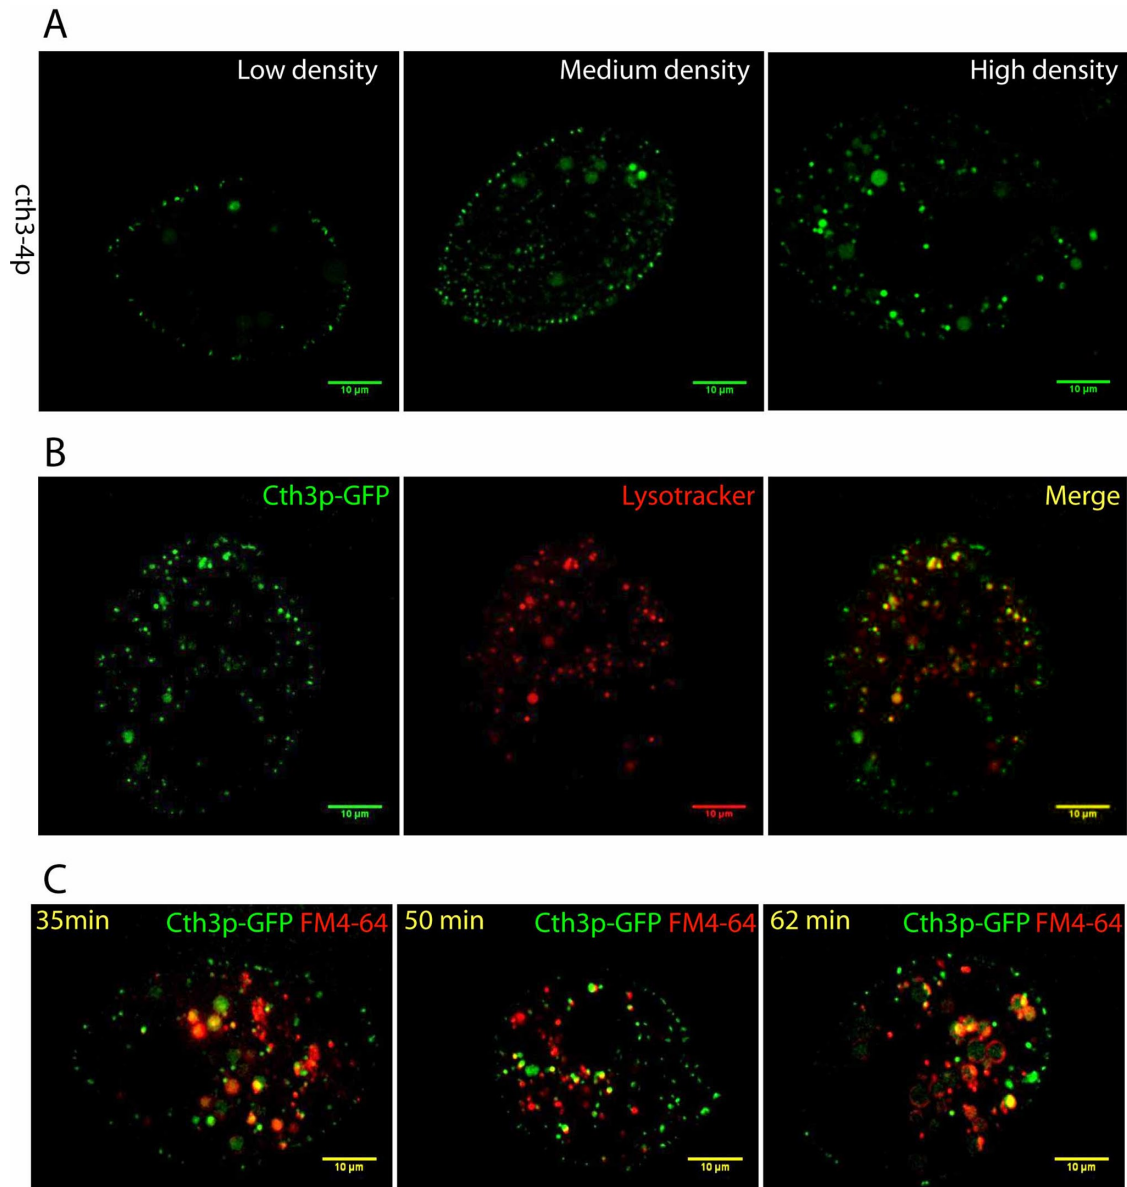 A
cth3-4p
Low density
Medium density
High density
10 µm
10 µm
10 µm
B
Cth3p-GFP
Lysotracker
Merge
10 µm
10 µm
10 µm
C
35min
Cth3p-GFP FM4-64
50 min
Cth3p-GFP FM4-64
62 min
Cth3p-GFP FM4-64
10 µm
10 µm
10 µm